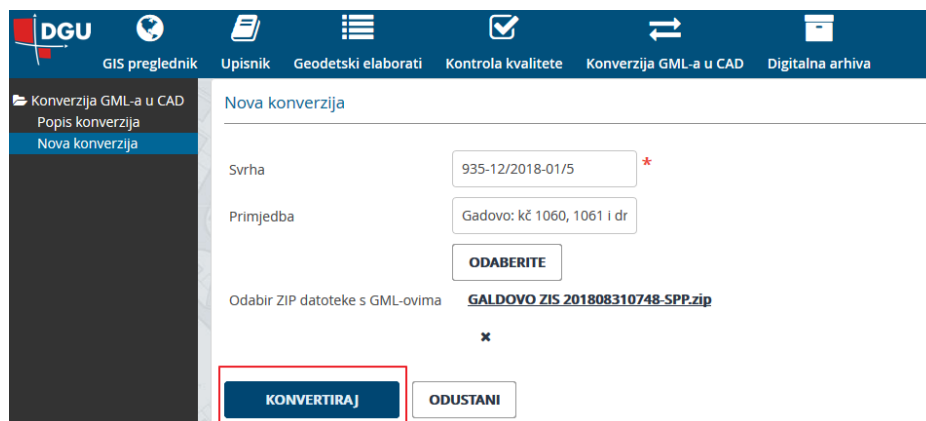 DGU
GIS preglednik
Upisnik
Geodetski elaborati
Kontrola kvalitete
Konverzija GML-a u CAD
Digitalna arhiva
Konverzija GML-a u CAD
Popis konverzija
Nova konverzija
Nova konverzija
Svrha
935-12/2018-01/5
*
Primjedba
Gadovo: kč 1060, 1061 i dr
ODABERITE
Odabir ZIP datoteke s GML-ovima
GALDOVO ZIS 201808310748-SPP.zip
KONVERTIRAJ
ODUSTANI